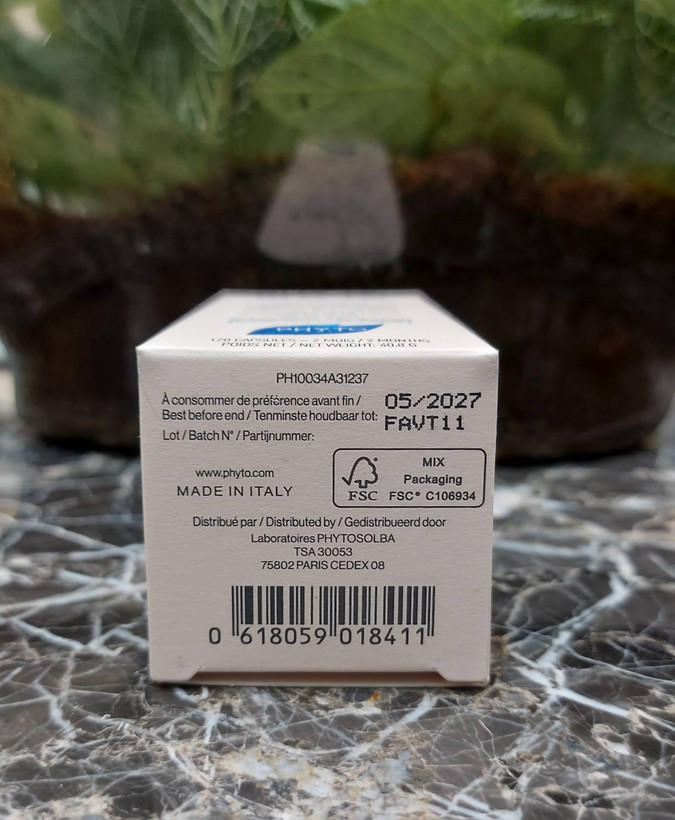 PHYTO
120 CAPSULES = 2 MOIS / 2 MONTHS
POIDS NET / NET WEIGHT: 40.8 G
PH10034A31237
À consommer de préférence avant fin /
Best before end / Tenminste houdbaar tot: 05/2027
Lot / Batch N° / Partijnummer: FAVT11
www.phyto.com
MADE IN ITALY
FSC
MIX
Packaging
FSC® C106934
Distribué par / Distributed by / Gedistribueerd door
Laboratoires PHYTOSOLBA
TSA 30053
75802 PARIS CEDEX 08
0 618059 018411